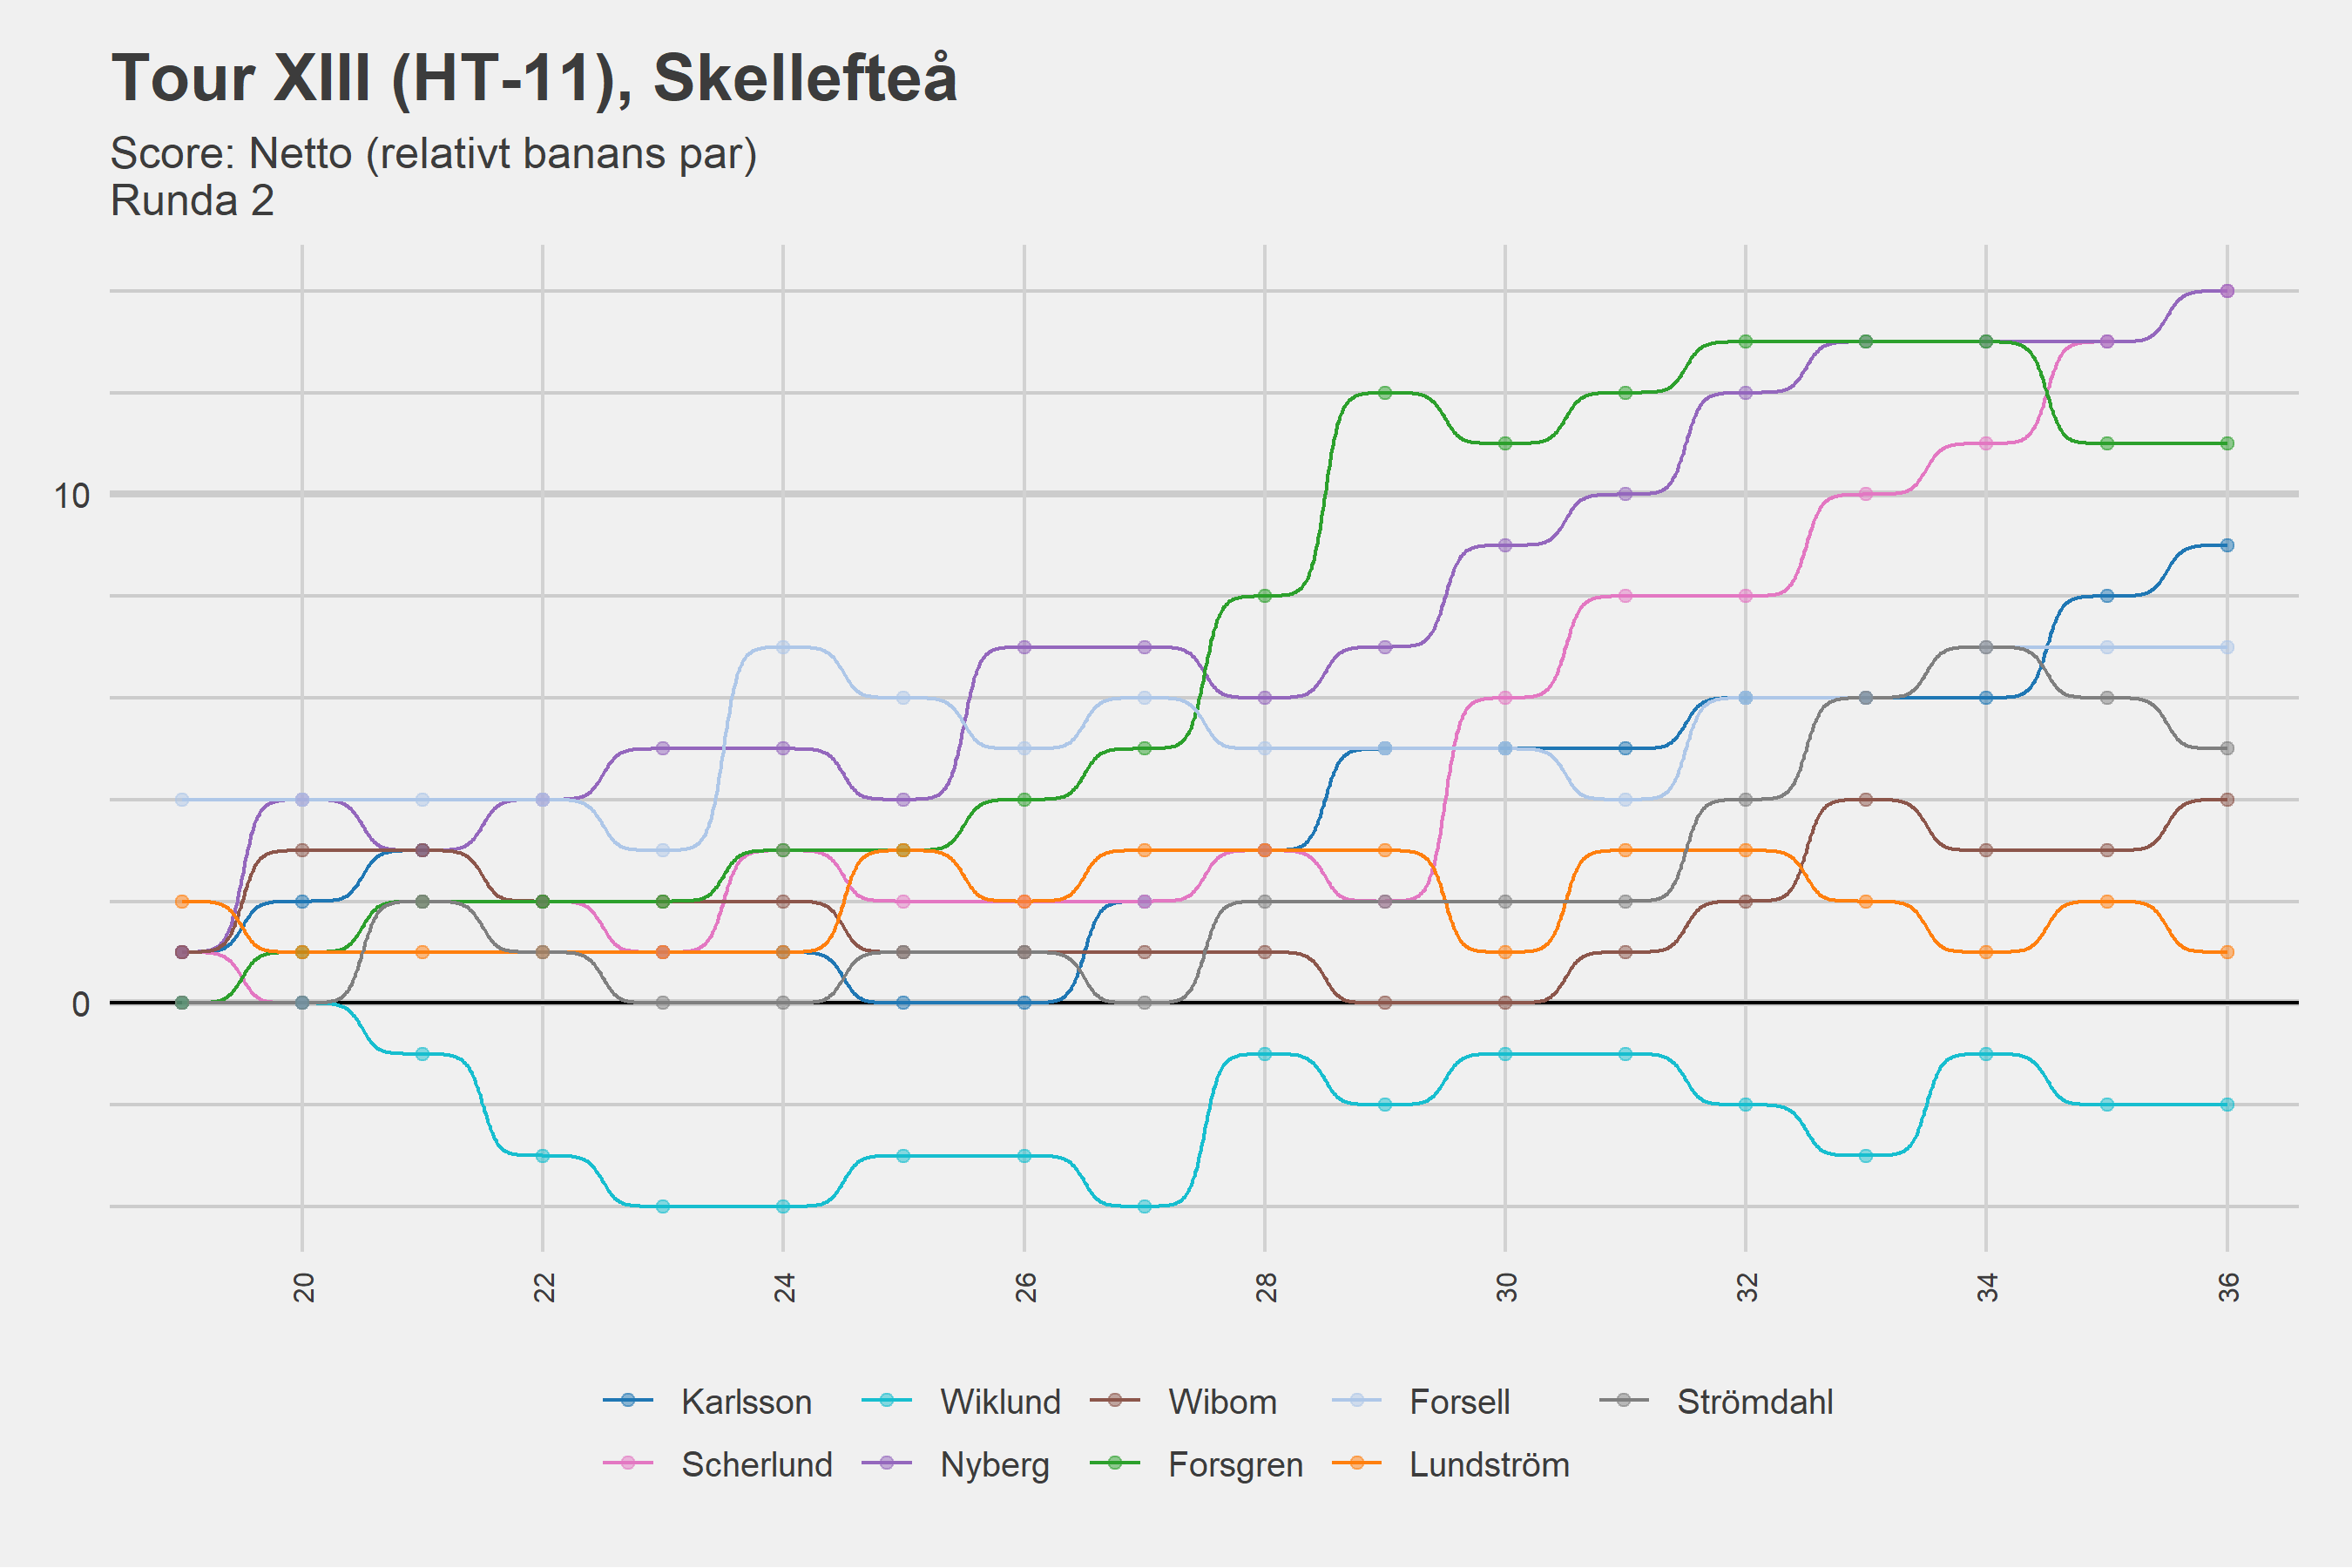 Tour XIII (HT-11), Skellefteå
Score: Netto (relativt banans par)
Runda 2
10
0
20 22 24 26 28 30 32 34 36
Karlsson Wiklund Wibom Forsell Strömdahl
Scherlund Nyberg Forsgren Lundström